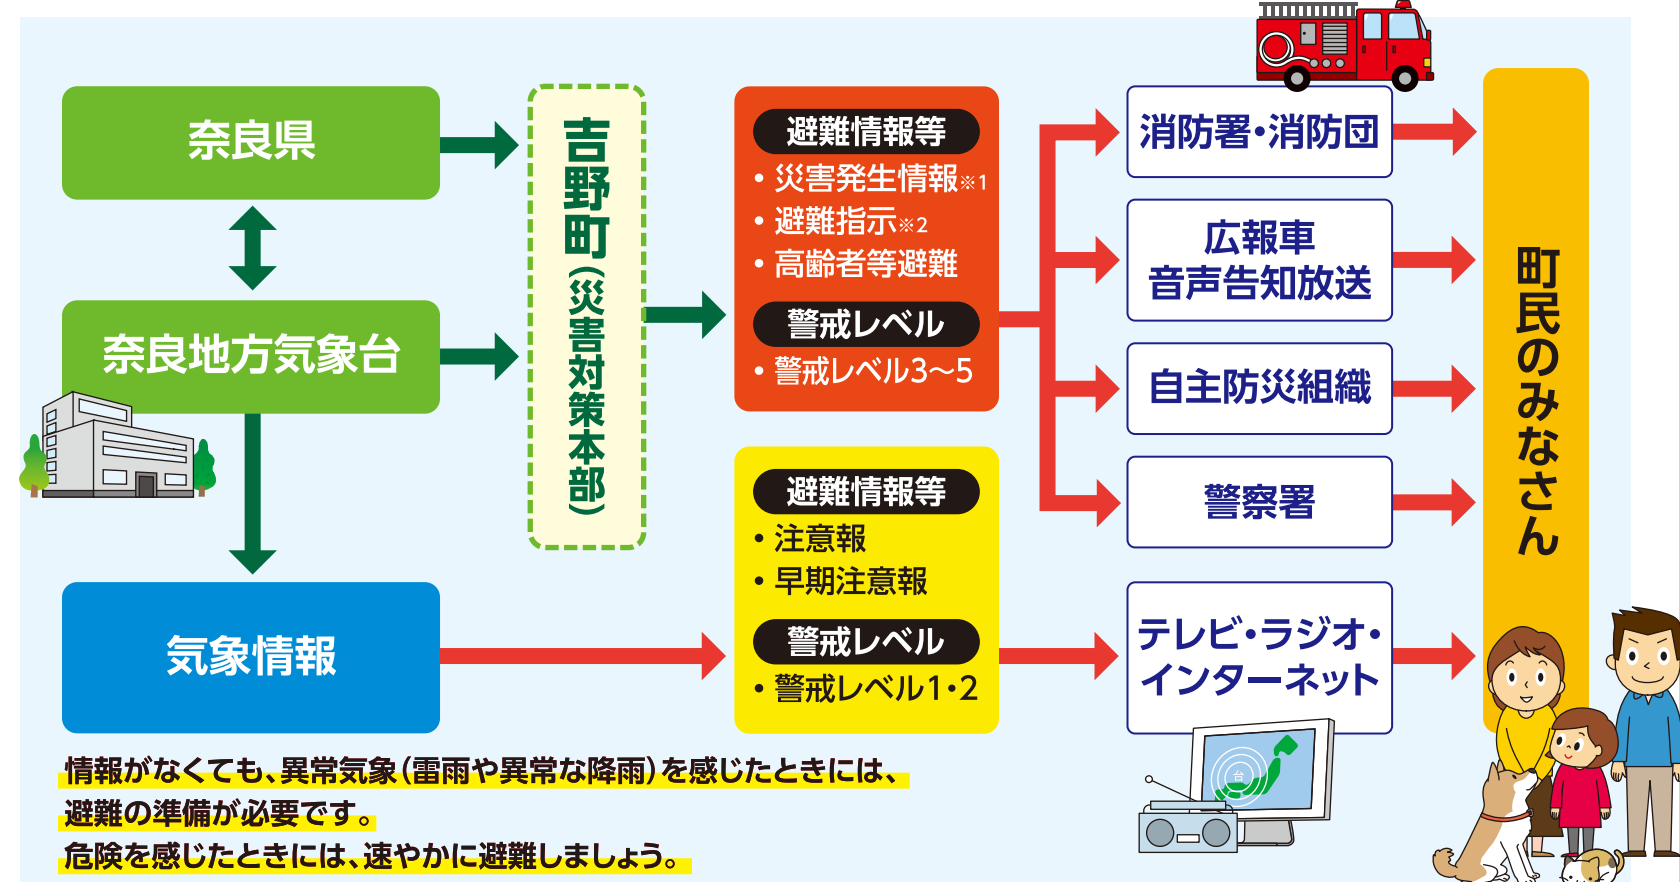 奈良県
奈良地方気象台
気象情報
吉野町(災害対策本部)
避難情報等
・災害発生情報※1
・避難指示※2
・高齢者等避難
警戒レベル
・警戒レベル3〜5
避難情報等
・注意報
・早期注意報
警戒レベル
・警戒レベル1・2
消防署・消防団
広報車
音声告知放送
自主防災組織
警察署
テレビ・ラジオ・
インターネット
台
町民のみなさん
情報がなくても、異常気象(雷雨や異常な降雨)を感じたときには、
避難の準備が必要です。
危険を感じたときには、速やかに避難しましょう。